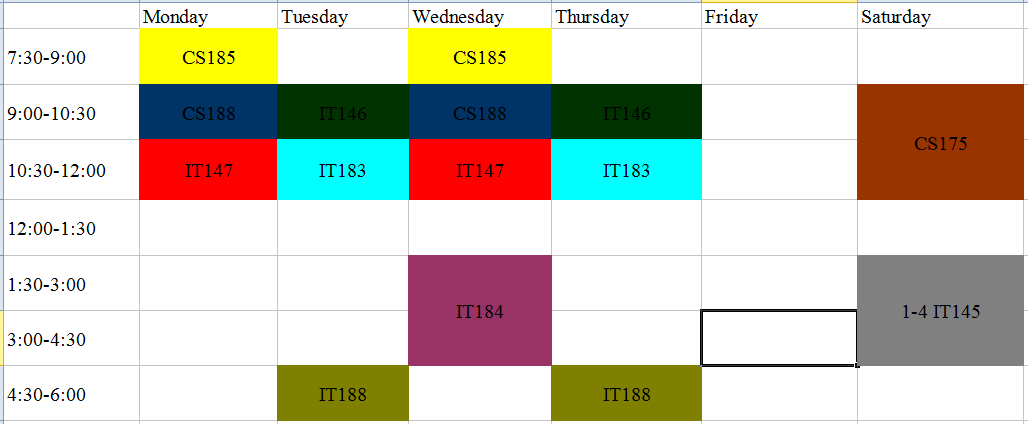 Monday Tuesday Wednesday Thursday Friday Saturday
7:30-9:00 CS185 CS185
9:00-10:30 CS188 IT146 CS188 IT146
CS175
10:30-12:00 IT147 IT183 IT147 IT183
12:00-1:30
1:30-3:00
IT184 1-4 IT145
3:00-4:30
4:30-6:00 IT188 IT188